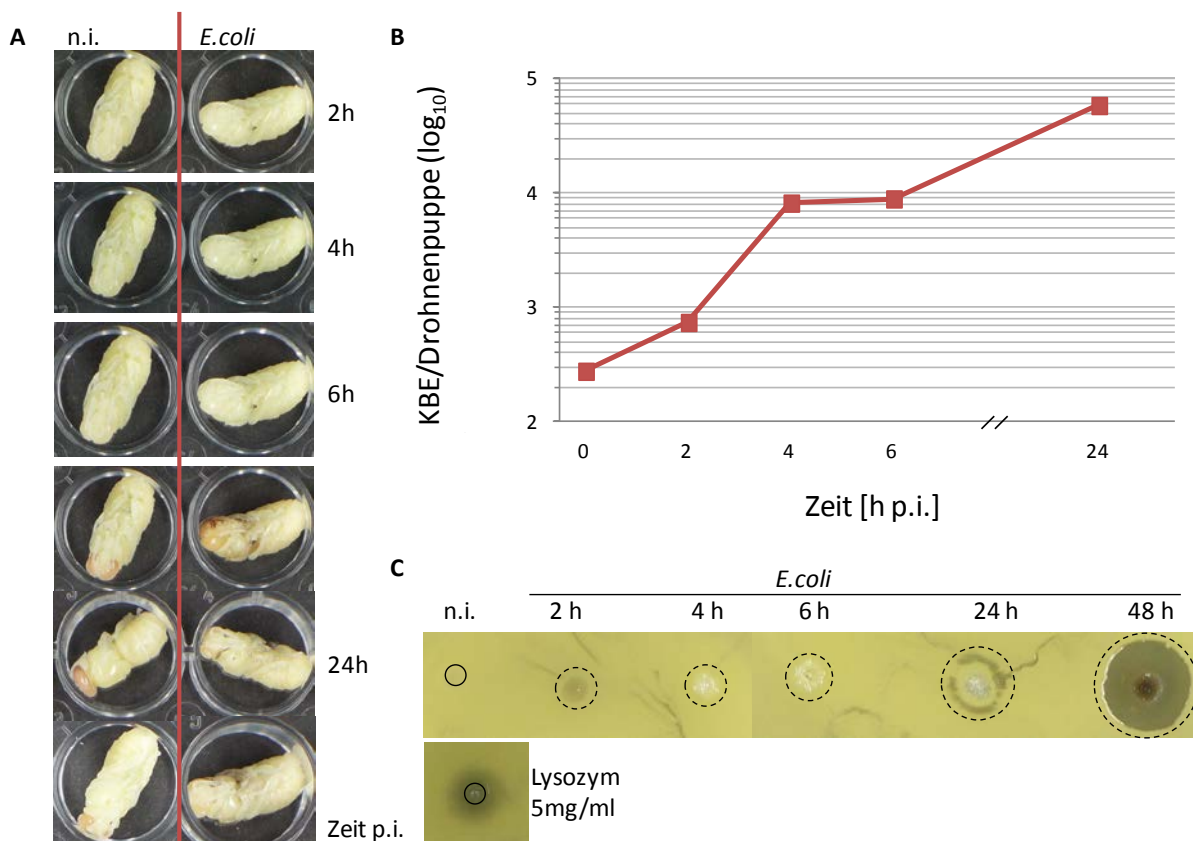 A
n.i.
E.coli
2h
4h
6h
24h
Zeit p.i.
B
KBE/Drohnenpuppe (log10)
5
4
3
2
0 2 4 6 // 24
Zeit [h p.i.]
C
E.coli
n.i. 2 h 4 h 6 h 24 h 48 h
Lysozym
5mg/ml